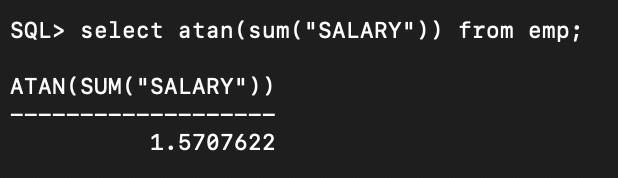 SQL> select atan(sum("SALARY")) from emp;
ATAN(SUM("SALARY"))
-------------------
1.5707622